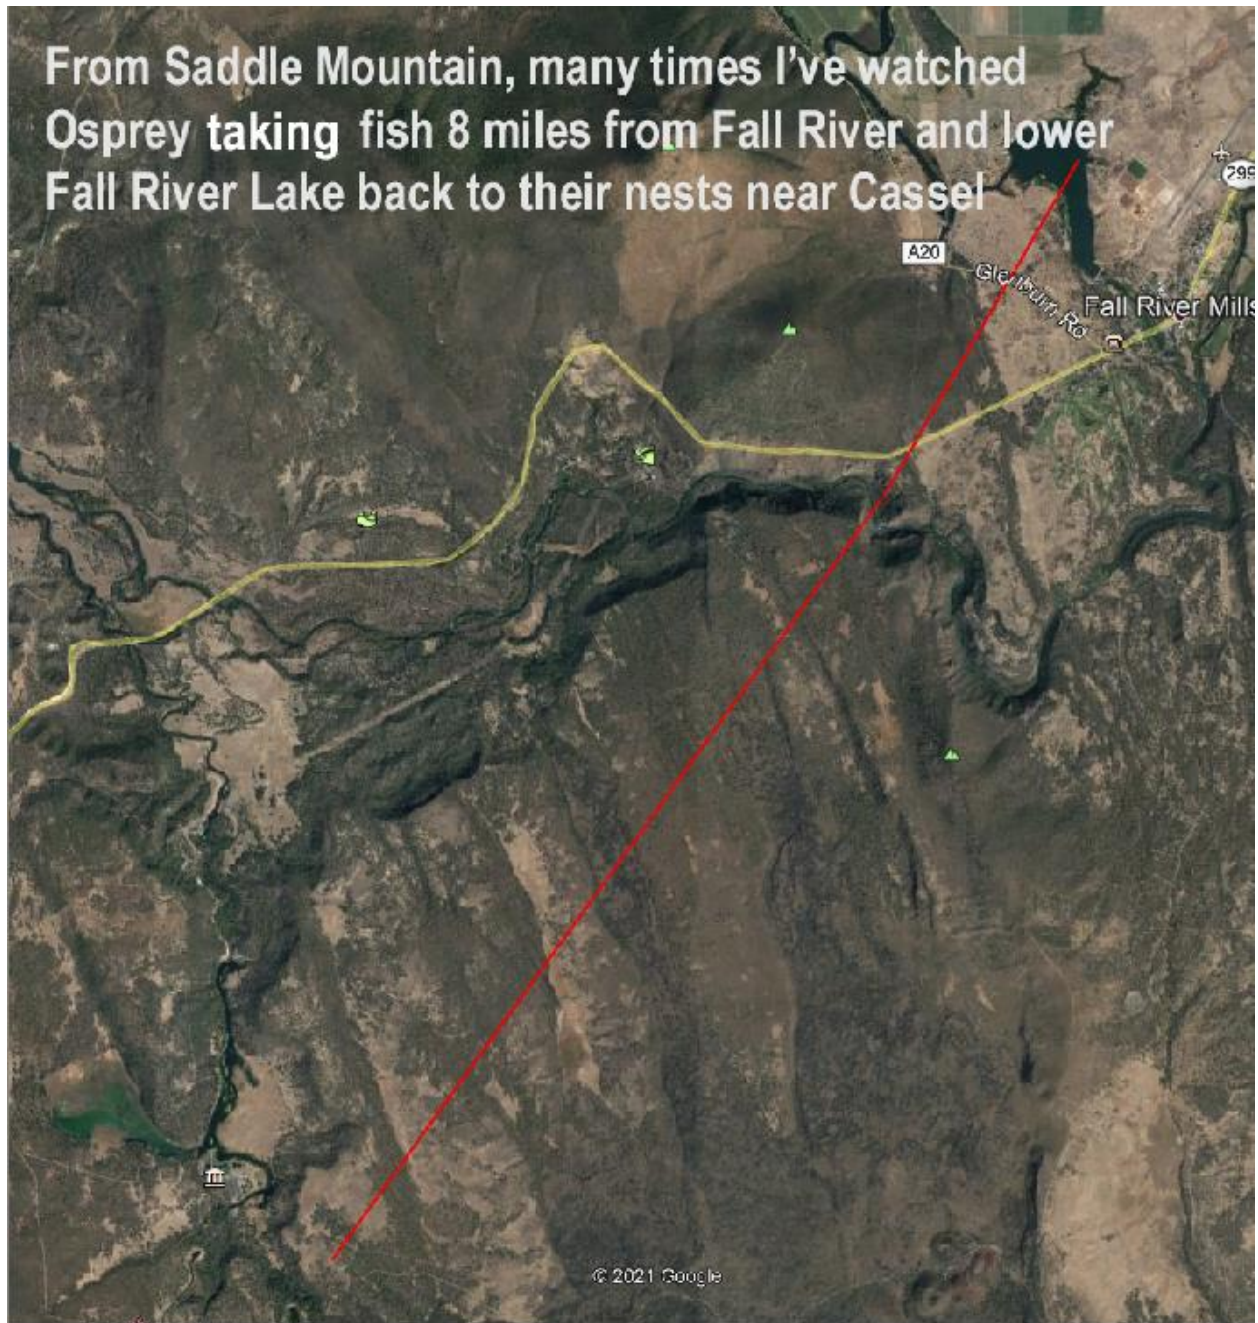 From Saddle Mountain, many times I've watched
Osprey taking fish 8 miles from Fall River and lower
Fall River Lake back to their nests near Cassel
299
A20
Glenburn Rd
Fall River Mills
© 2021 Google